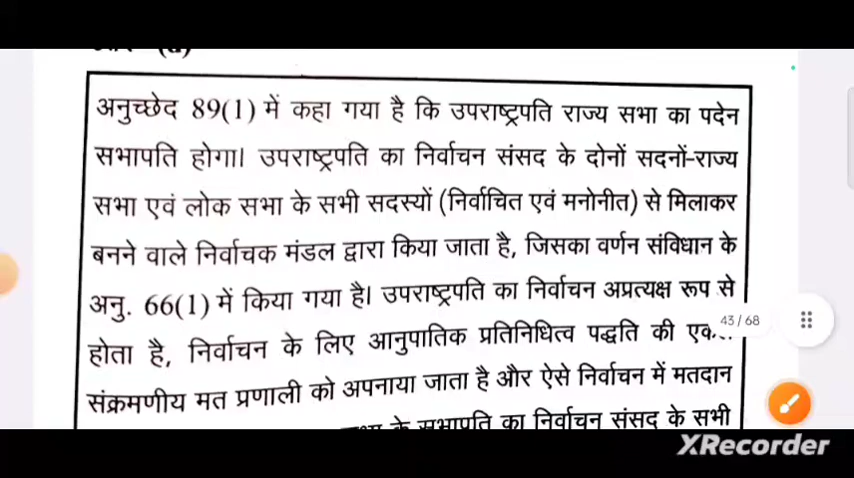 (d)
अनुच्छेद 89(1) में कहा गया है कि उपराष्ट्रपति राज्य सभा का पदेन
सभापति होगा। उपराष्ट्रपति का निर्वाचन संसद के दोनों सदनों-राज्य
सभा एवं लोक सभा के सभी सदस्यों (निर्वाचित एवं मनोनीत) से मिलाकर
बनने वाले निर्वाचक मंडल द्वारा किया जाता है, जिसका वर्णन संविधान के
अनु. 66(1) में किया गया है। उपराष्ट्रपति का निर्वाचन अप्रत्यक्ष रूप से
43/68
होता है, निर्वाचन के लिए आनुपातिक प्रतिनिधित्व पद्धति की
संक्रमणीय मत प्रणाली को अपनाया जाता है और ऐसे निर्वाचन में मतदान
के सभापति का निर्वाचन संसद के सभी
XRecorder